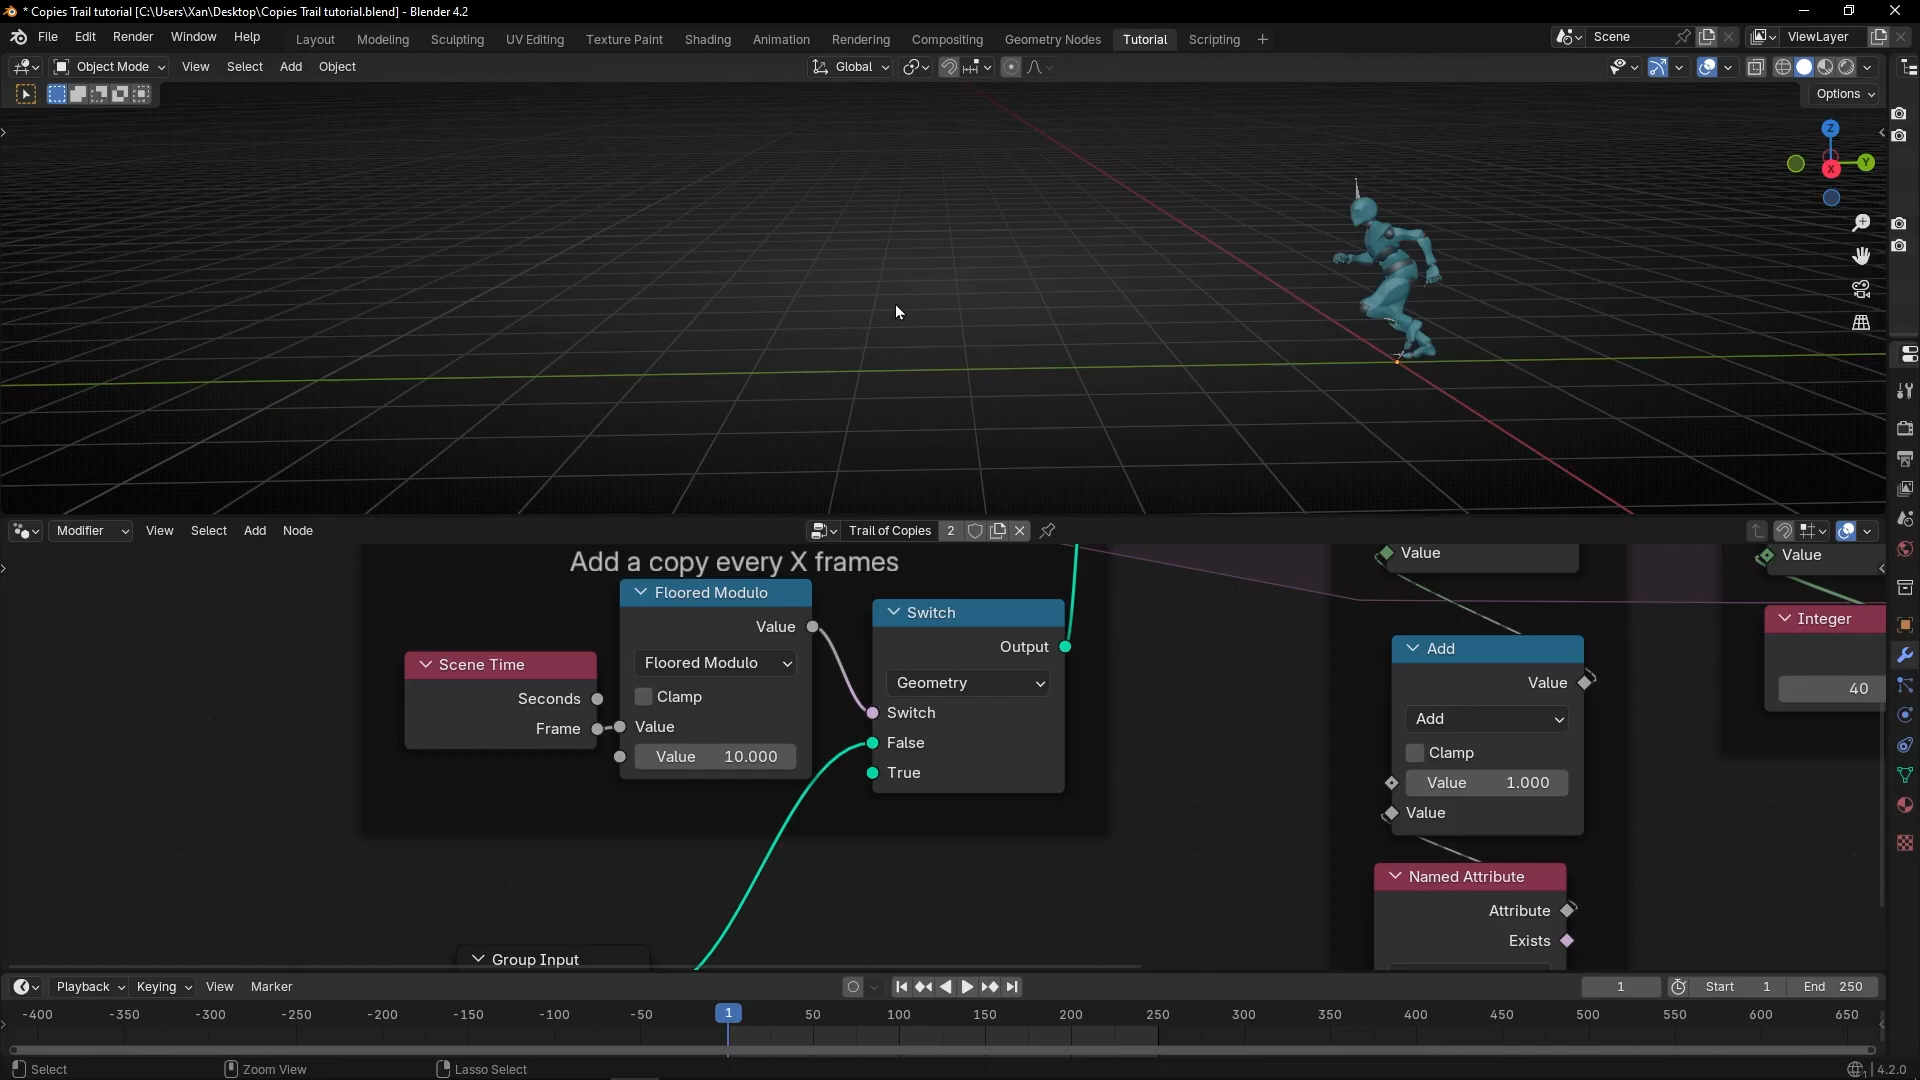 * Copies Trail tutorial [C:\Users\Xan\Desktop\Copies Trail tutorial.blend] - Blender 4.2
File Edit Render Window Help
Layout Modeling Sculpting UV Editing Texture Paint Shading Animation Rendering Compositing Geometry Nodes Tutorial Scripting +
Scene ViewLayer
Object Mode View Select Add Object
Global
Options
Z
Y
X
Modifier View Select Add Node
Trail of Copies 2
Add a copy every X frames
Scene Time
Seconds
Frame
Floored Modulo
Value
Floored Modulo
Clamp
Value
Value 10.000
Switch
Output
Geometry
Switch
False
True
Group Input
Value
Add
Value
Add
Clamp
Value 1.000
Value
Named Attribute
Attribute
Exists
Value
Integer
40
Playback Keying View Marker
1 Start 1 End 250
-400 -350 -300 -250 -200 -150 -100 -50 1 50 100 150 200 250 300 350 400 450 500 550 600 650
Select Zoom View Lasso Select
4.2.0